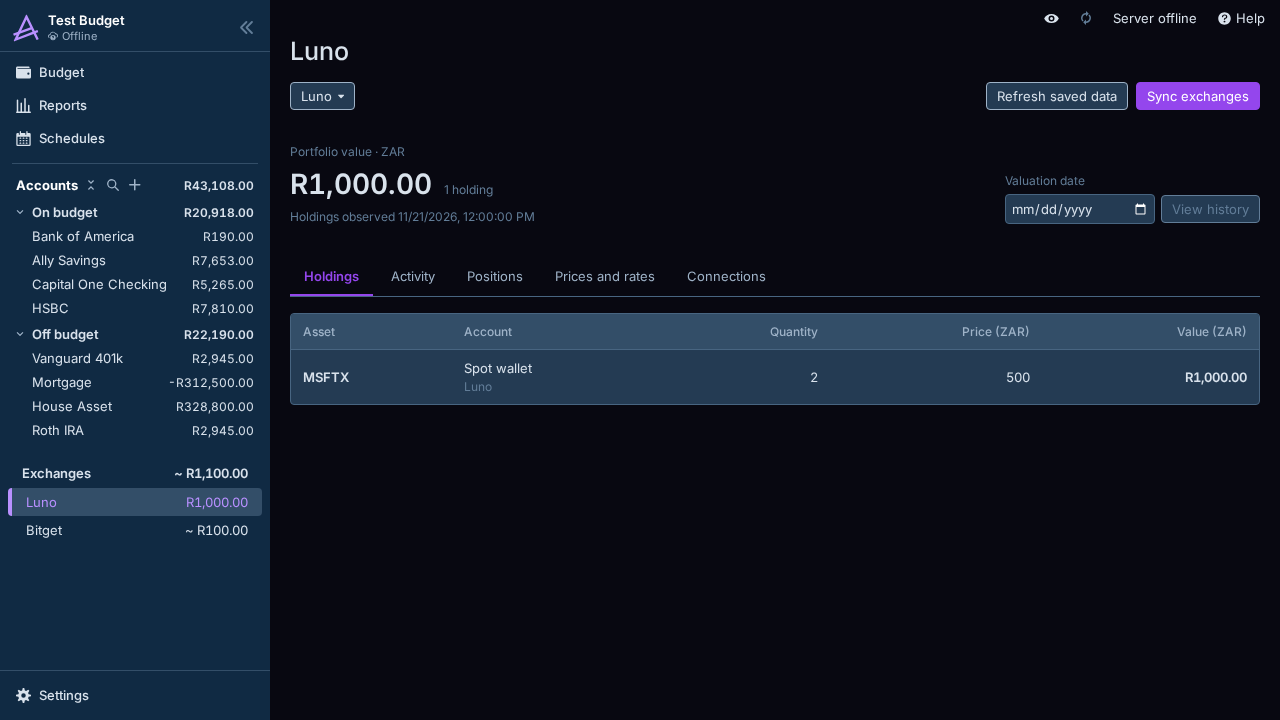 Test Budget
Offline
Budget
Reports
Schedules
Accounts R43,108.00
On budget R20,918.00
Bank of America R190.00
Ally Savings R7,653.00
Capital One Checking R5,265.00
HSBC R7,810.00
Off budget R22,190.00
Vanguard 401k R2,945.00
Mortgage -R312,500.00
House Asset R328,800.00
Roth IRA R2,945.00
Exchanges ~ R1,100.00
Luno R1,000.00
Bitget ~ R100.00
Settings
Server offline Help
Luno
Luno Refresh saved data Sync exchanges
Portfolio value · ZAR
R1,000.00 1 holding
Holdings observed 11/21/2026, 12:00:00 PM
Valuation date
mm/dd/yyyy View history
Holdings Activity Positions Prices and rates Connections
Asset Account Quantity Price (ZAR) Value (ZAR)
MSFTX Spot wallet 2 500 R1,000.00
Luno